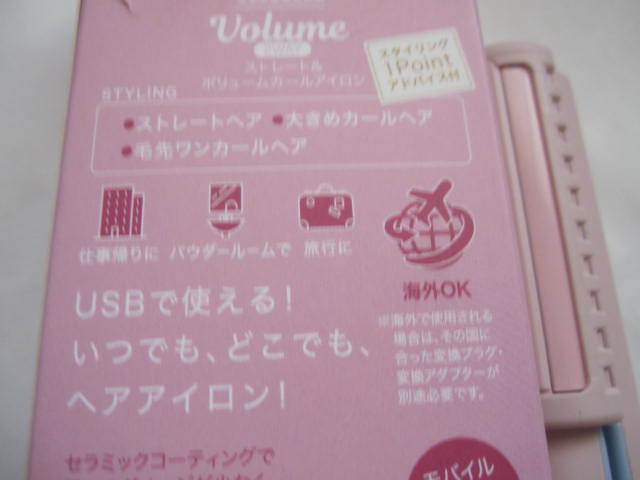 Volume
2WAY
ストレート&
ボリュームカールアイロン
スタイリング
1Point
アドバイス付
STYLING
●ストレートヘア ●大きめカールヘア
●毛先ワンカールヘア
仕事帰りに パウダールームで 旅行に
海外OK
※海外で使用される
場合は、その国に
合った変換プラグ・
変換アダプターが
別途必要です。
USBで使える!
いつでも、どこでも、
ヘアアイロン!
セラミックコーティングで
モバイル